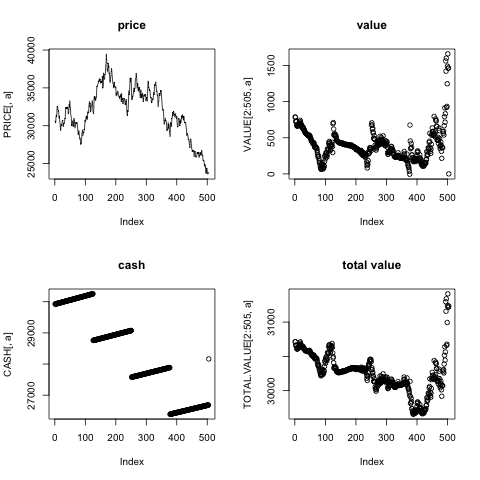 price
PRICE[, a]
25000 30000 35000 40000
0 100 200 300 400 500
Index
value
VALUE[2:505, a]
0 500 1000 1500
0 100 200 300 400 500
Index
cash
CASH[, a]
27000 29000
0 100 200 300 400 500
Index
total value
TOTAL.VALUE[2:505, a]
30000 31000
0 100 200 300 400 500
Index